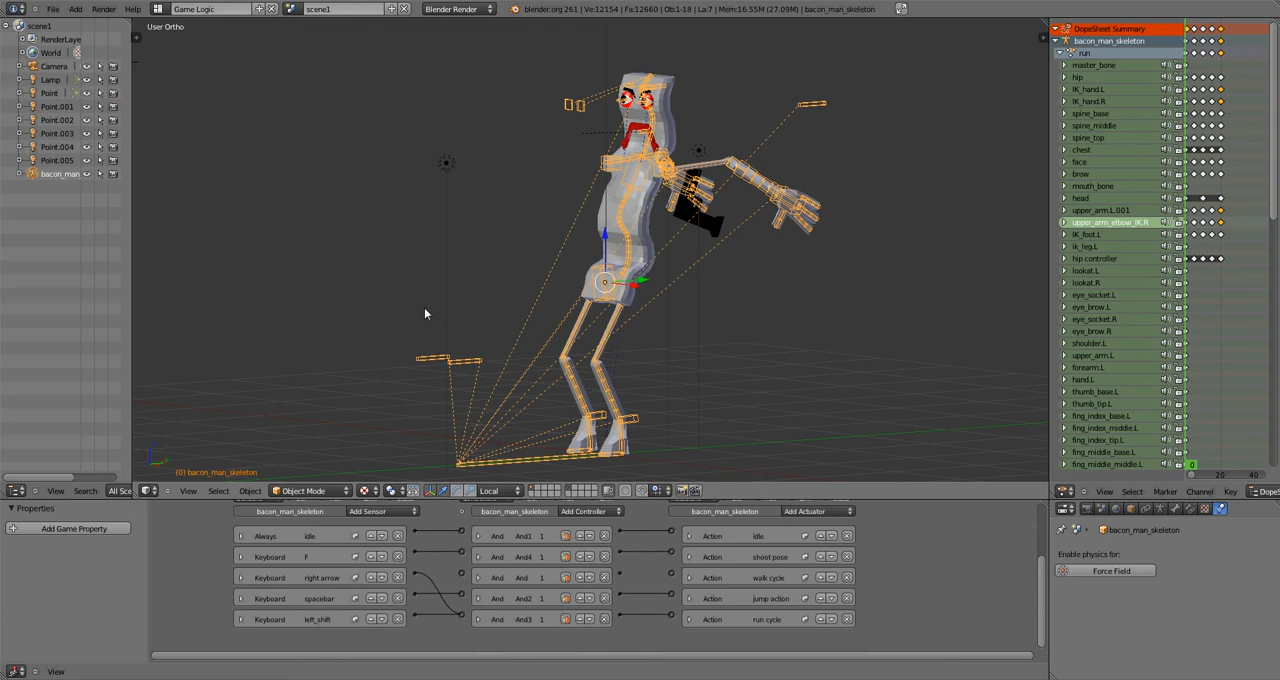 File Add Render Help Game Logic scene1 Blender Render blender.org 261 | Ve:12154 | Fa:12660 | Ob:1-18 | La:7 | Mem:16.55M (27.09M) | bacon_man_skeleton
scene1
RenderLaye
World
Camera
Lamp
Point
Point.001
Point.002
Point.003
Point.004
Point.005
bacon_man
View Search All Sce
User Ortho
(0) bacon_man_skeleton
View Select Object Object Mode Local
DopeSheet Summary
bacon_man_skeleton
run
master_bone
hip
IK_hand.L
IK_hand.R
spine_base
spine_middle
spine_top
chest
face
brow
mouth_bone
head
upper_arm.L.001
upper_arm_elbow_IK.R
IK_foot.L
ik_leg.L
hip controller
lookat.L
lookat.R
eye_socket.L
eye_brow.L
eye_socket.R
eye_brow.R
shoulder.L
upper_arm.L
forearm.L
hand.L
thumb_base.L
thumb_tip.L
fing_index_base.L
fing_index_middle.L
fing_index_tip.L
fing_middle_base.L
fing_middle_middle.L
0
20 40
View Select Marker Channel Key DopeS
Properties
Add Game Property
bacon_man_skeleton Add Sensor bacon_man_skeleton Add Controller bacon_man_skeleton Add Actuator
Always idle And And1 1 Action idle
Keyboard F And And4 1 Action shoot pose
Keyboard right arrow And And 1 Action walk cycle
Keyboard spacebar And And2 1 Action jump action
Keyboard left_shift And And3 1 Action run cycle
View
bacon_man_skeleton
Enable physics for:
Force Field